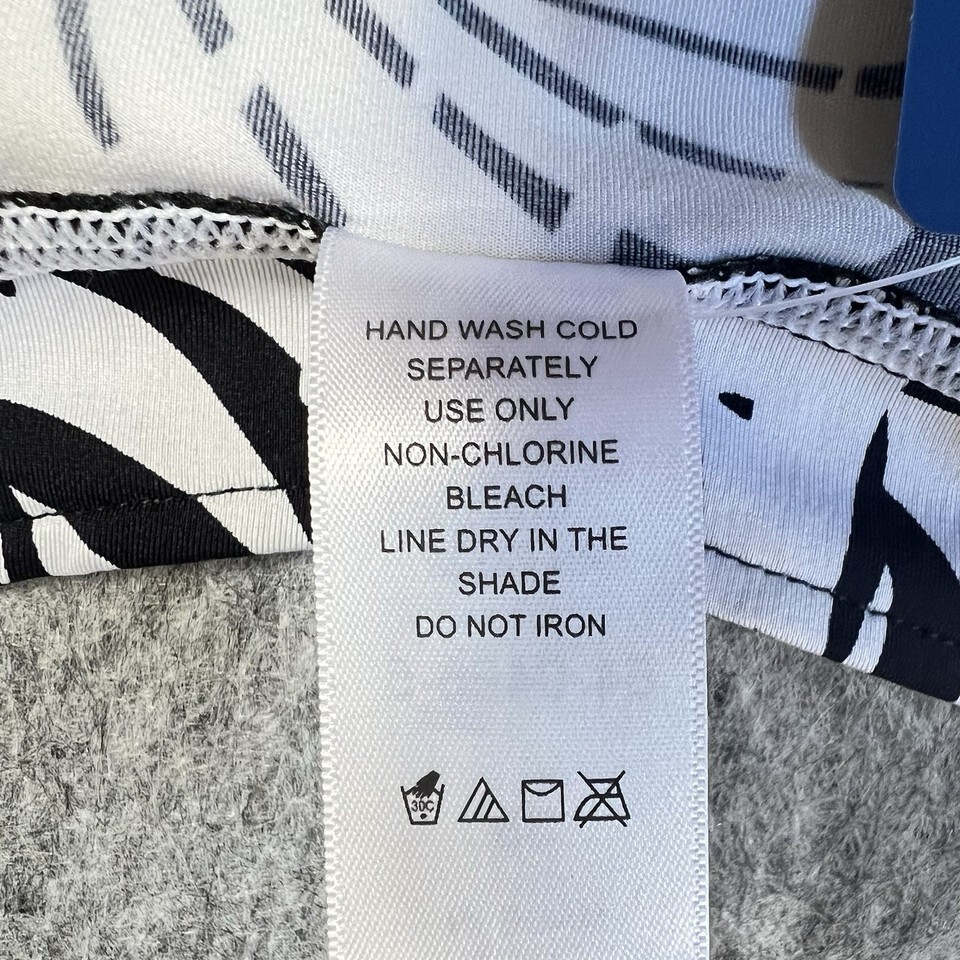 HAND WASH COLD
SEPARATELY
USE ONLY
NON-CHLORINE
BLEACH
LINE DRY IN THE
SHADE
DO NOT IRON
30C